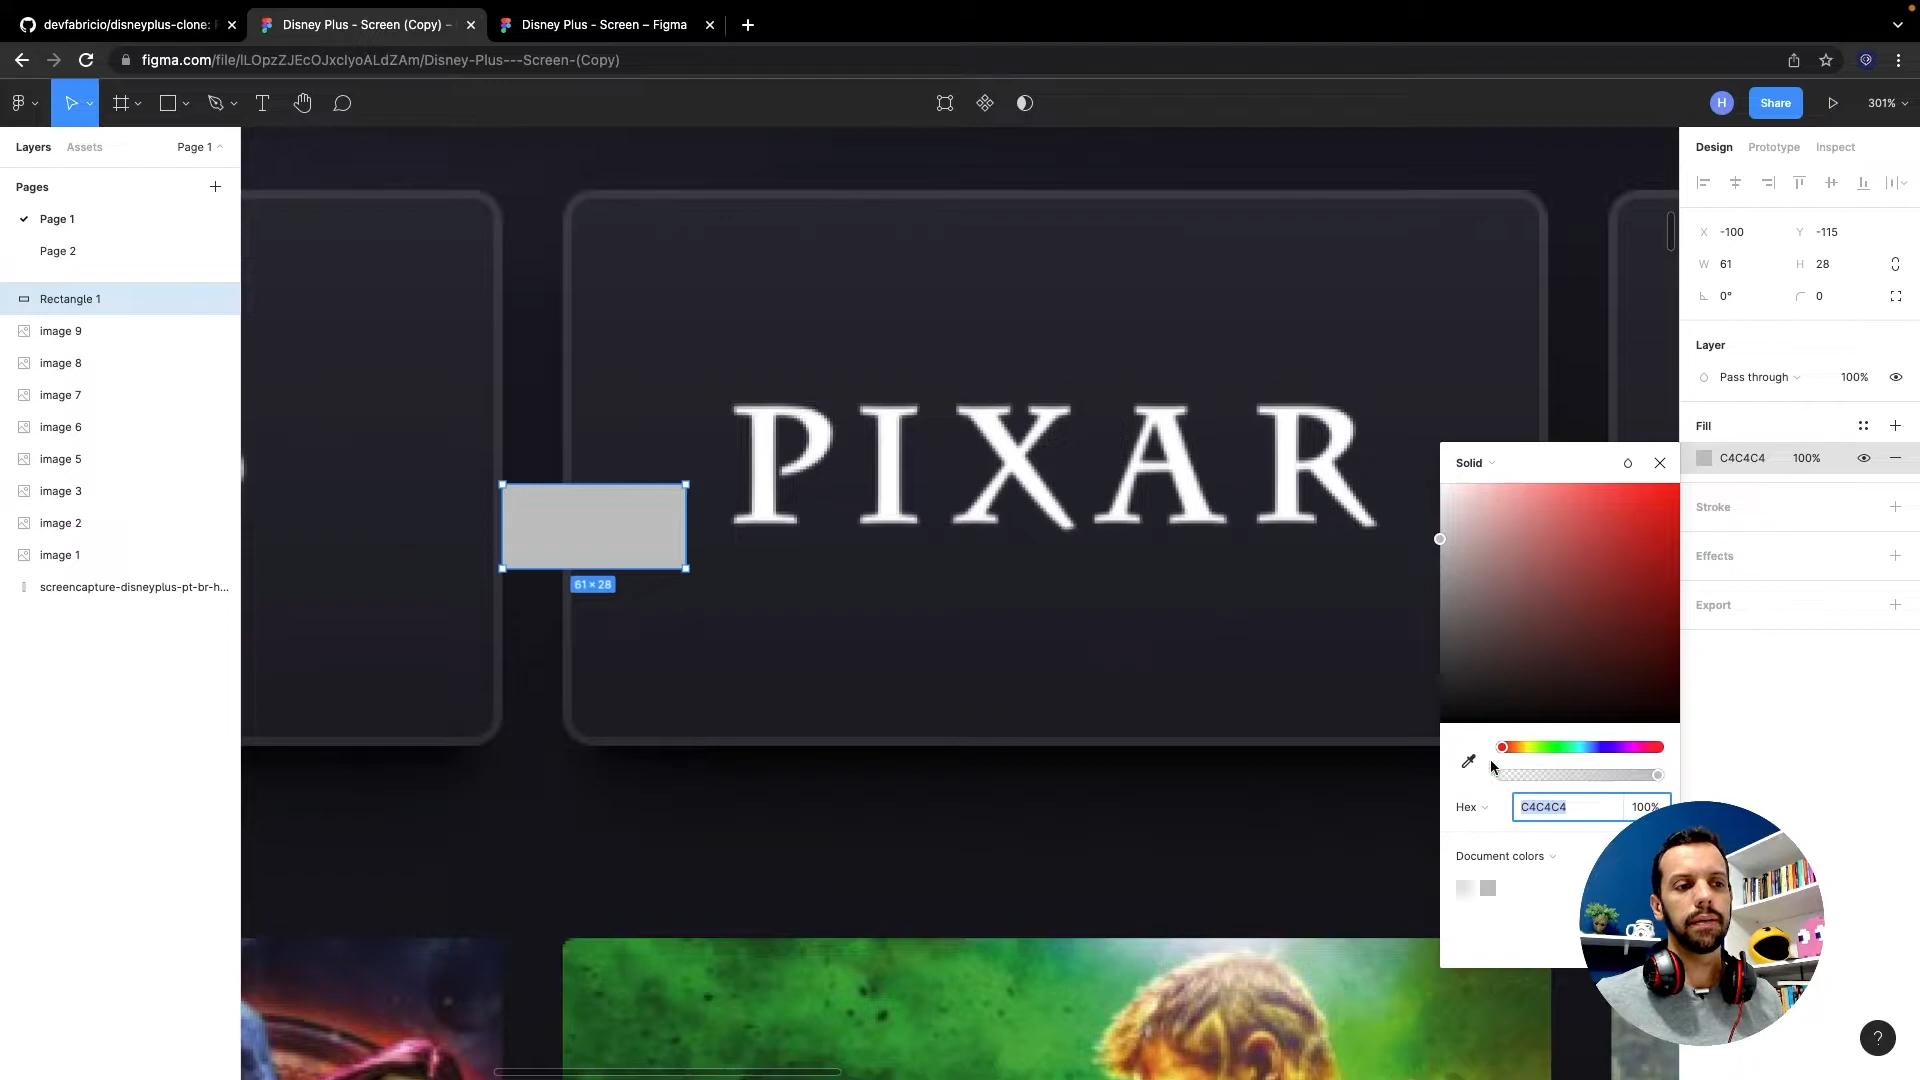 devfabricio/disneyplus-clone:
Disney Plus - Screen (Copy) –
Disney Plus - Screen – Figma
figma.com/file/lLOpzZJEcOJxclyoALdZAm/Disney-Plus---Screen-(Copy)
H
Share
301%
Layers
Assets
Page 1
Design
Prototype
Inspect
Pages
Page 1
Page 2
X -100
Y -115
W 61
H 28
0°
0
Rectangle 1
image 9
image 8
image 7
image 6
image 5
image 3
image 2
image 1
screencapture-disneyplus-pt-br-h...
Layer
Pass through
100%
Fill
C4C4C4
100%
Stroke
Effects
Export
PIXAR
61 × 28
Solid
Hex
C4C4C4
100%
Document colors
?